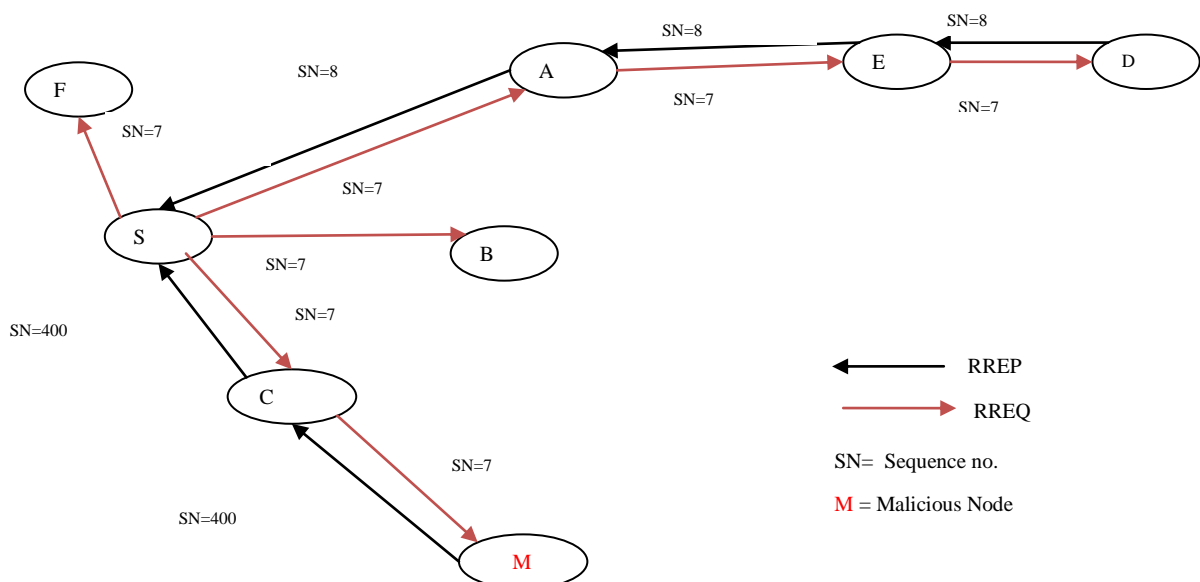 SN=8
SN=8
SN=8
A
E
D
F
SN=7
SN=7
SN=7
SN=7
S
B
SN=7
SN=7
SN=400
C
RREP
RREQ
SN=7
SN= Sequence no.
SN=400
M = Malicious Node
M